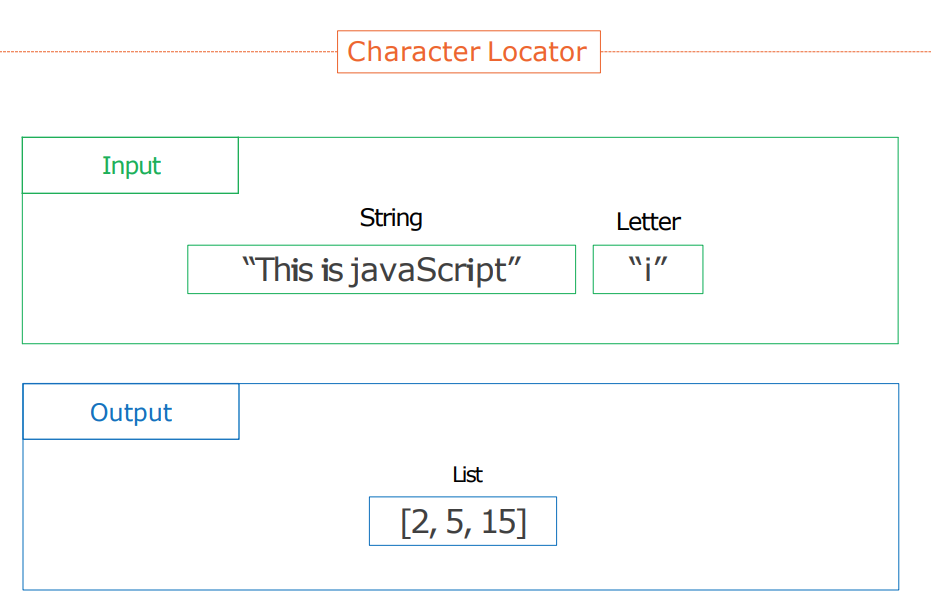 Character Locator
Input
String
Letter
“This is javaScript”
“i”
Output
List
[2, 5, 15]